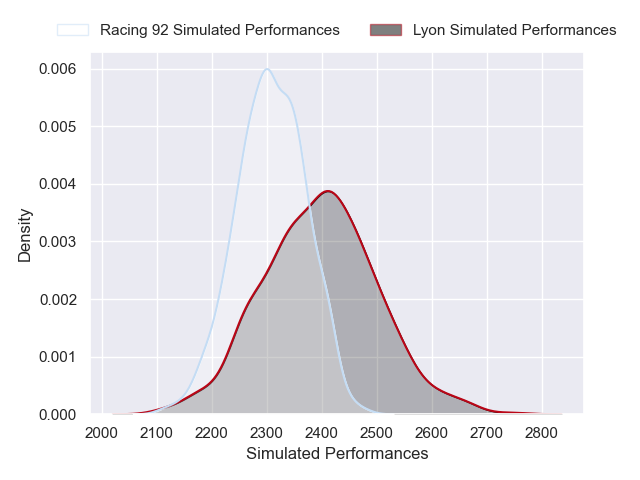 Racing 92 Simulated Performances Lyon Simulated Performances
0.006
0.005
0.004
0.003
0.002
0.001
0.000
Density
2000 2100 2200 2300 2400 2500 2600 2700 2800
Simulated Performances